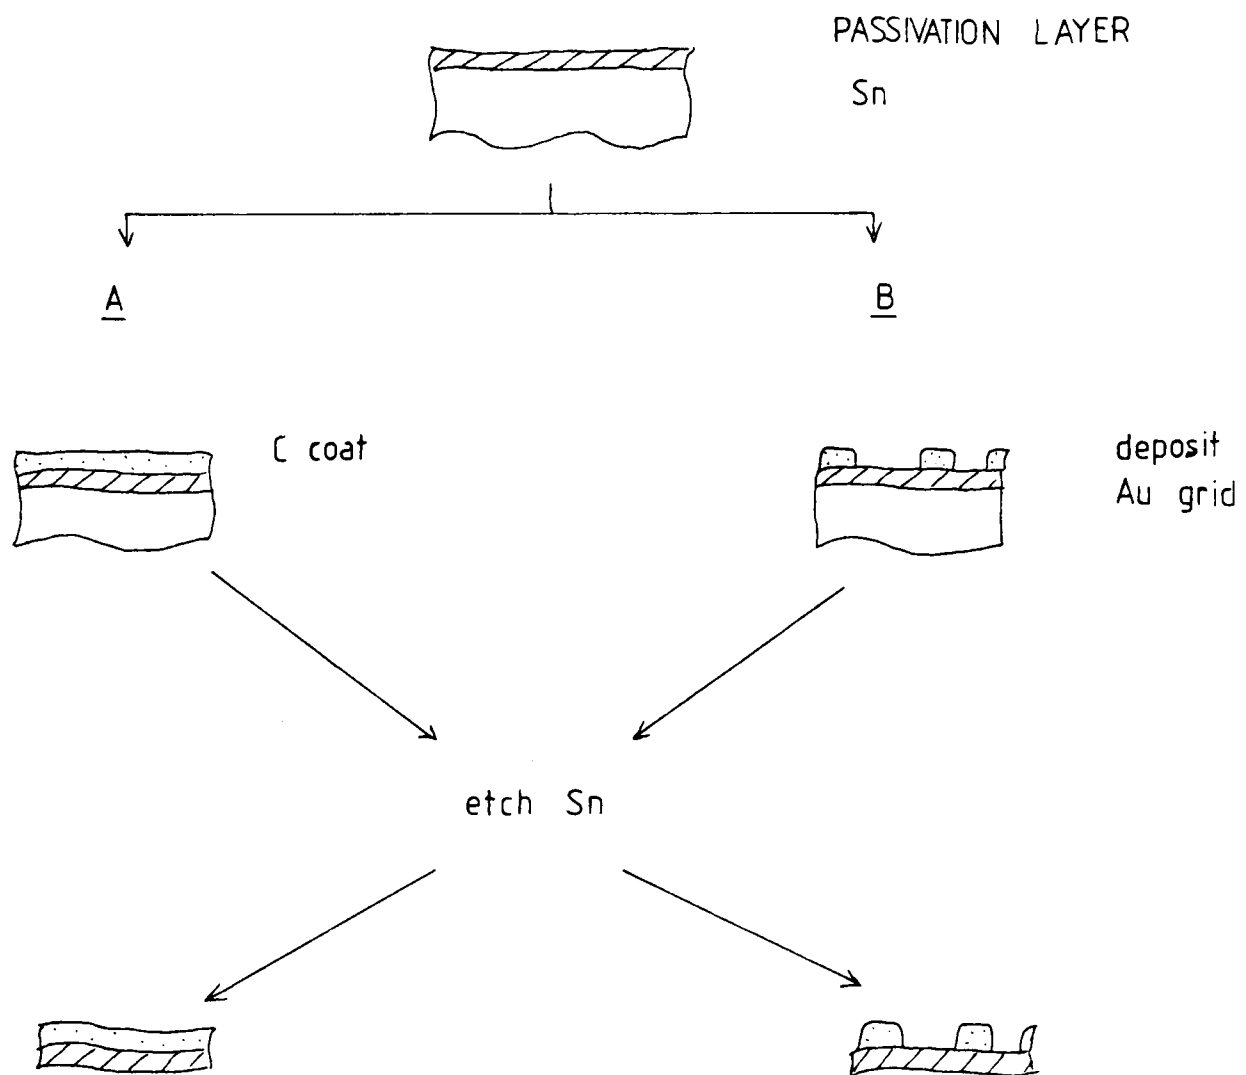 PASSIVATION LAYER
Sn
A
B
C coat
deposit
Au grid
etch Sn